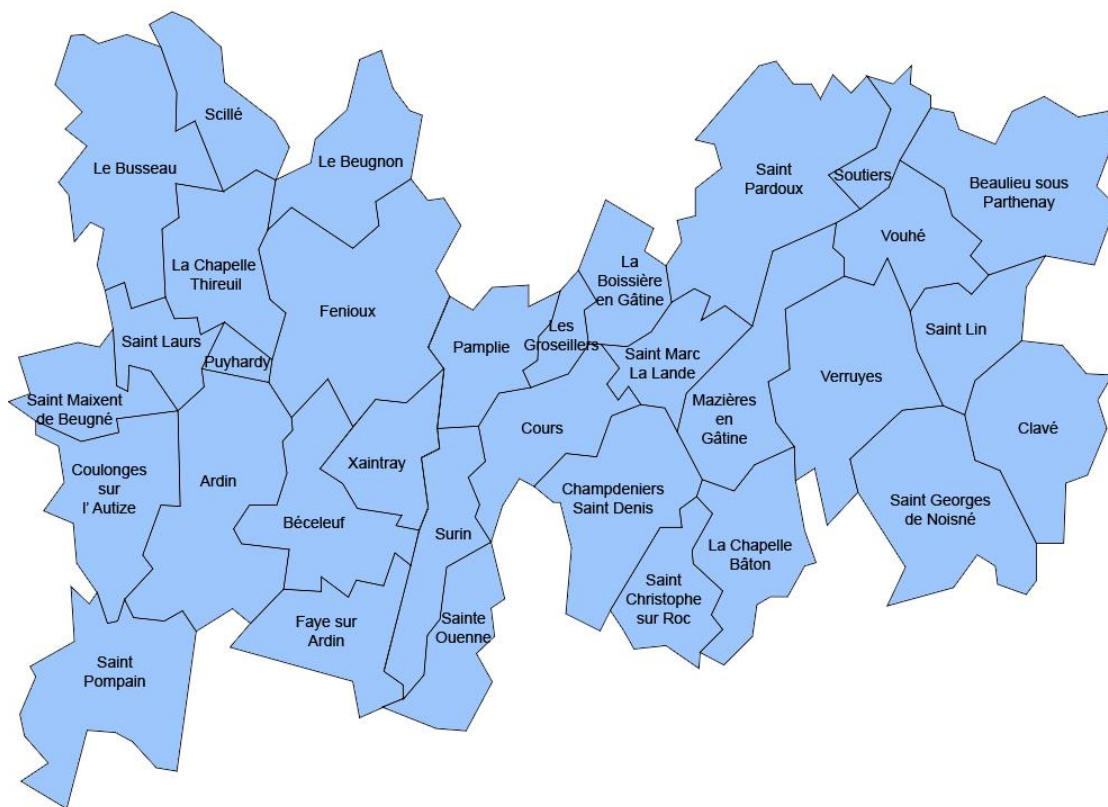 Scillé
Le Busseau
Le Beugnon
Saint
Pardoux
Soutiers
Beaulieu sous
Parthenay
Vouhé
La Chapelle
Thireuil
La
Boissière
en Gâtine
Fenioux
Saint Laurs
Puyhardy
Pamplie
Les
Groseillers
Saint Marc
La Lande
Saint Lin
Verruyes
Saint Maixent
de Beugné
Mazières
en
Gâtine
Cours
Clavé
Coulonges
sur
l' Autize
Ardin
Xaintray
Champdeniers
Saint Denis
Saint Georges
de Noisné
Béceleuf
Surin
La Chapelle
Bâton
Saint
Christophe
sur Roc
Faye sur
Ardin
Sainte
Ouenne
Saint
Pompain